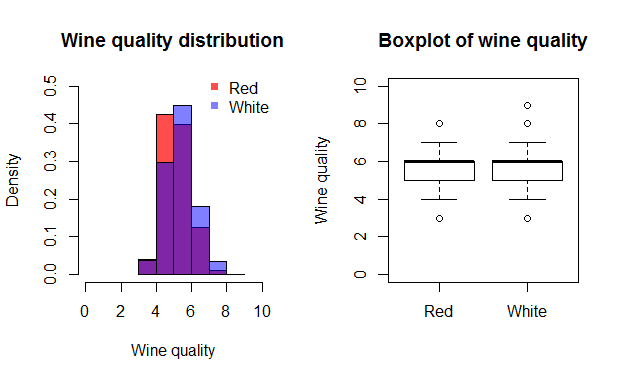 Wine quality distribution
Red
White
Density
0.0
0.1
0.2
0.3
0.4
0.5
0 2 4 6 8 10
Wine quality
Boxplot of wine quality
Wine quality
0
2
4
6
8
10
Red White